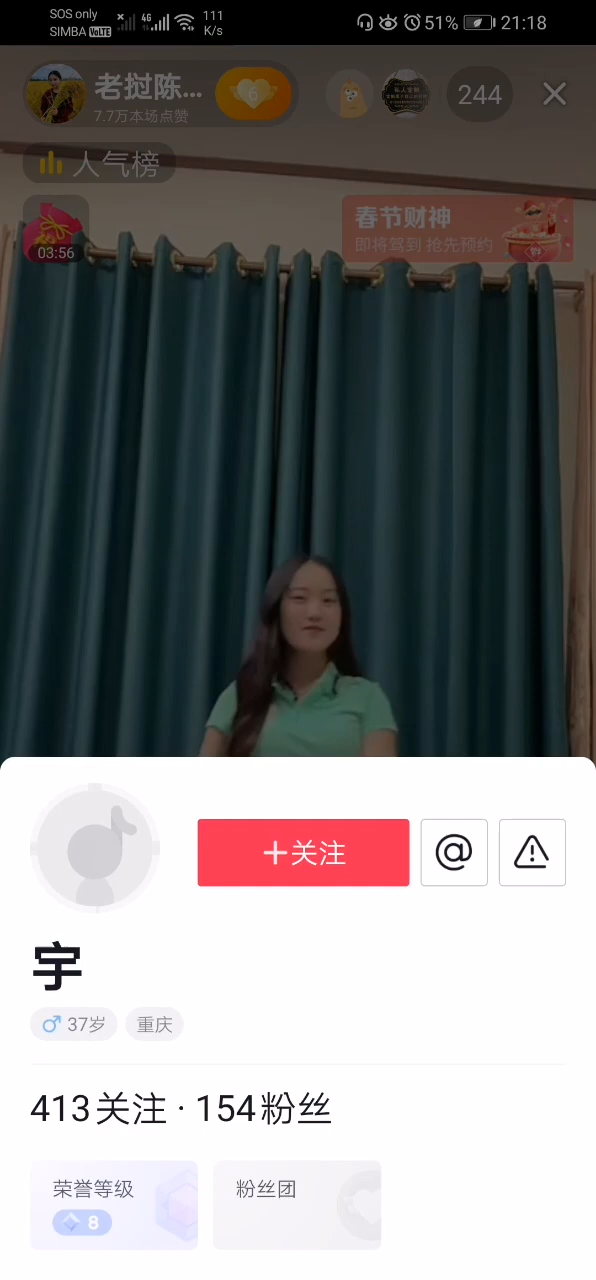 SOS only
SIMBA VoLTE
4G
111
K/s
51%
21:18
老挝陈...
7.7万本场点赞
6
244
人气榜
03:56
春节财神
即将驾到 抢先预约
+关注
@
宇
♂ 37岁
重庆
413关注 · 154粉丝
荣誉等级
粉丝团
8